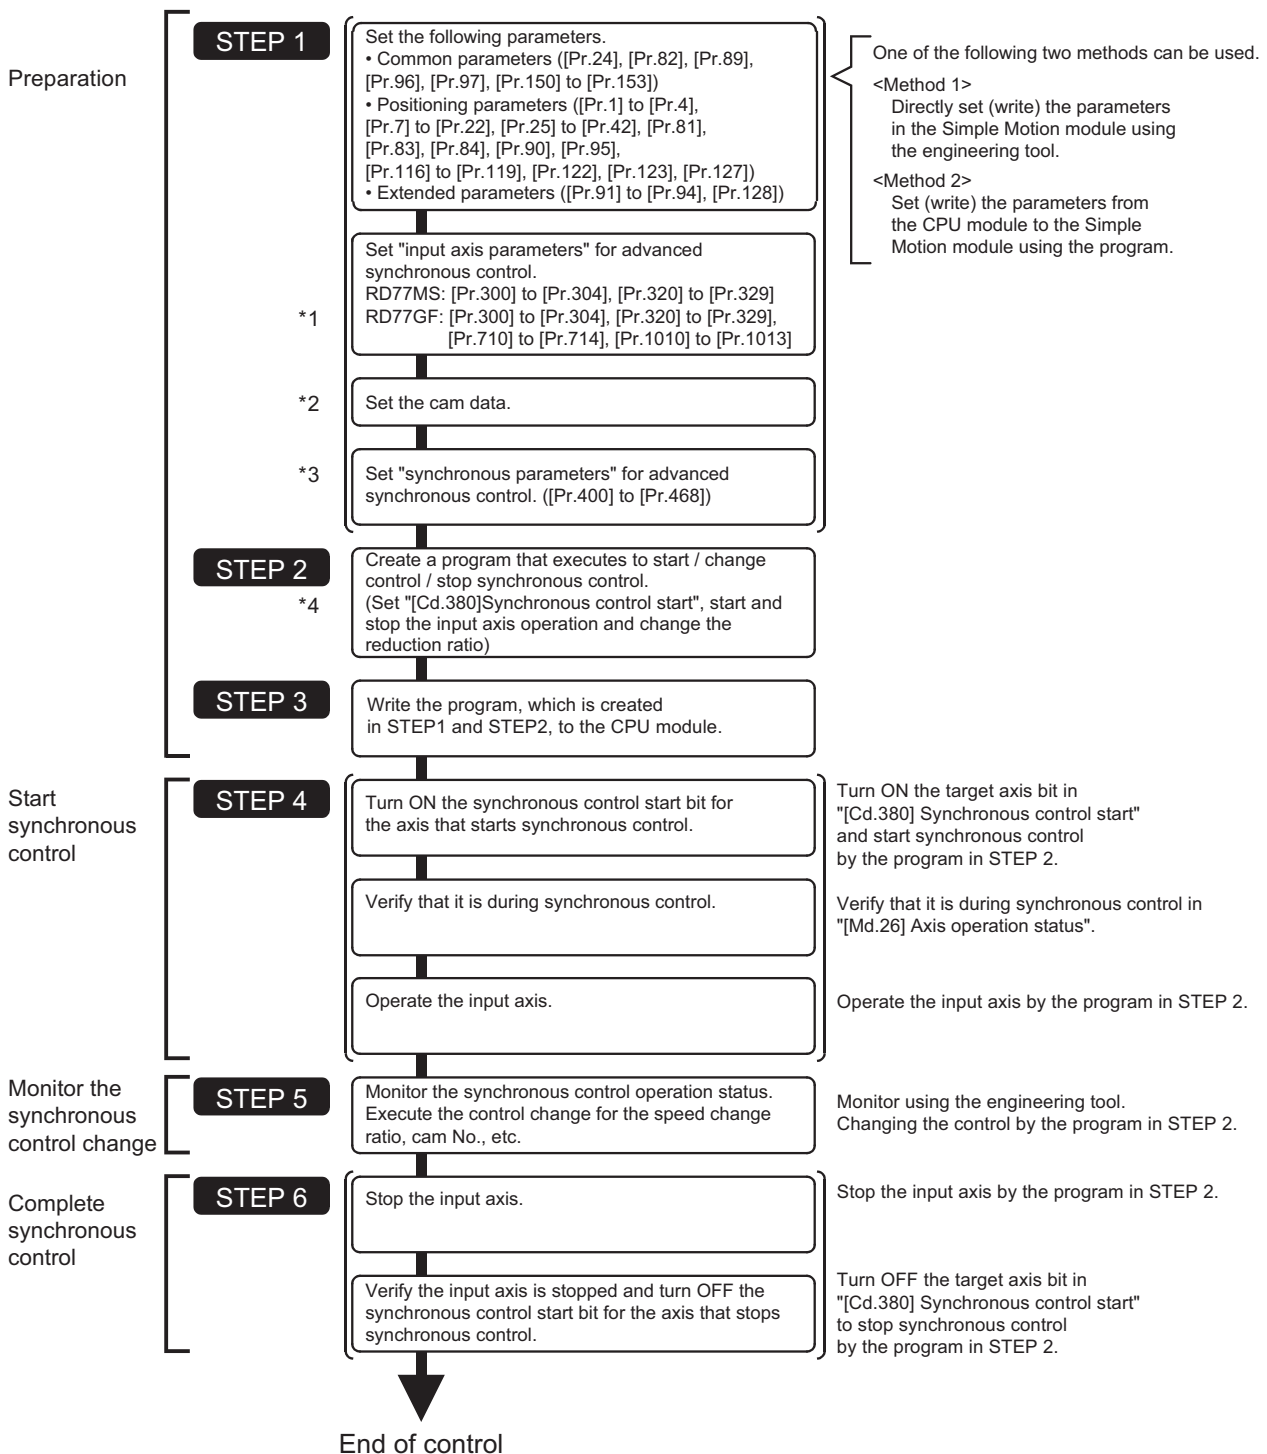 Preparation
STEP 1
Set the following parameters.
• Common parameters ([Pr.24], [Pr.82], [Pr.89],
[Pr.96], [Pr.97], [Pr.150] to [Pr.153])
• Positioning parameters ([Pr.1] to [Pr.4],
[Pr.7] to [Pr.22], [Pr.25] to [Pr.42], [Pr.81],
[Pr.83], [Pr.84], [Pr.90], [Pr.95],
[Pr.116] to [Pr.119], [Pr.122], [Pr.123], [Pr.127])
• Extended parameters ([Pr.91] to [Pr.94], [Pr.128])
One of the following two methods can be used.
<Method 1>
Directly set (write) the parameters
in the Simple Motion module using
the engineering tool.
<Method 2>
Set (write) the parameters from
the CPU module to the Simple
Motion module using the program.
*1
Set "input axis parameters" for advanced
synchronous control.
RD77MS: [Pr.300] to [Pr.304], [Pr.320] to [Pr.329]
RD77GF: [Pr.300] to [Pr.304], [Pr.320] to [Pr.329],
[Pr.710] to [Pr.714], [Pr.1010] to [Pr.1013]
*2
Set the cam data.
*3
Set "synchronous parameters" for advanced
synchronous control. ([Pr.400] to [Pr.468])
STEP 2
*4
Create a program that executes to start / change
control / stop synchronous control.
(Set "[Cd.380]Synchronous control start", start and
stop the input axis operation and change the
reduction ratio)
STEP 3
Write the program, which is created
in STEP1 and STEP2, to the CPU module.
Start
synchronous
control
STEP 4
Turn ON the synchronous control start bit for
the axis that starts synchronous control.
Turn ON the target axis bit in
"[Cd.380] Synchronous control start"
and start synchronous control
by the program in STEP 2.
Verify that it is during synchronous control.
Verify that it is during synchronous control in
"[Md.26] Axis operation status".
Operate the input axis.
Operate the input axis by the program in STEP 2.
Monitor the
synchronous
control change
STEP 5
Monitor the synchronous control operation status.
Execute the control change for the speed change
ratio, cam No., etc.
Monitor using the engineering tool.
Changing the control by the program in STEP 2.
Complete
synchronous
control
STEP 6
Stop the input axis.
Stop the input axis by the program in STEP 2.
Verify the input axis is stopped and turn OFF the
synchronous control start bit for the axis that stops
synchronous control.
Turn OFF the target axis bit in
"[Cd.380] Synchronous control start"
to stop synchronous control
by the program in STEP 2.
End of control